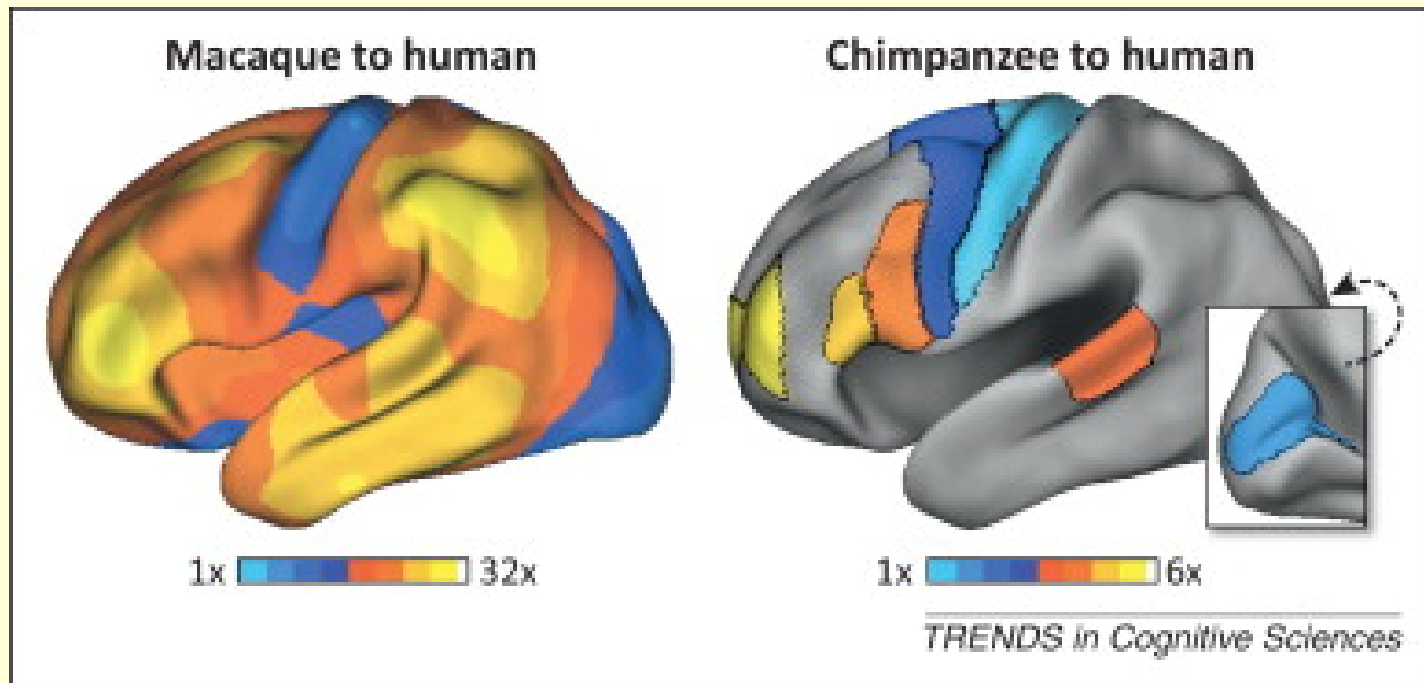 Macaque to human
Chimpanzee to human
1x 32x
1x 6x
TRENDS in Cognitive Sciences